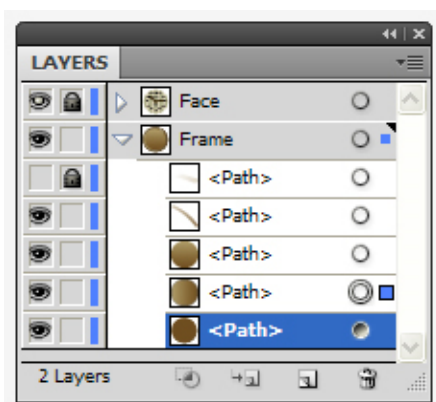 LAYERS
Face
Frame
<Path>
<Path>
<Path>
<Path>
<Path>
2 Layers